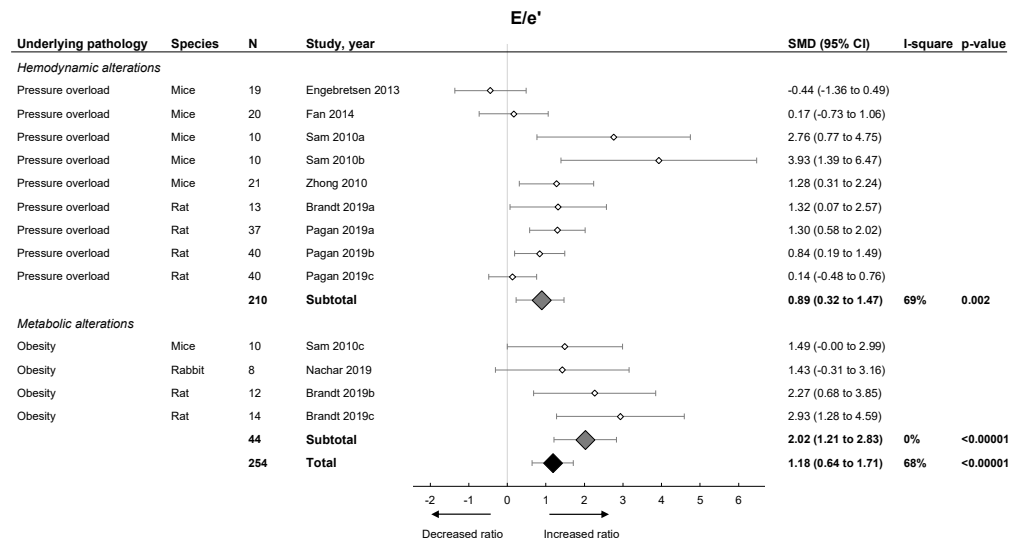 E/e'
Underlying pathology Species N Study, year SMD (95% CI) I-square p-value
Hemodynamic alterations
Pressure overload Mice 19 Engebretsen 2013 -0.44 (-1.36 to 0.49)
Pressure overload Mice 20 Fan 2014 0.17 (-0.73 to 1.06)
Pressure overload Mice 10 Sam 2010a 2.76 (0.77 to 4.75)
Pressure overload Mice 10 Sam 2010b 3.93 (1.39 to 6.47)
Pressure overload Mice 21 Zhong 2010 1.28 (0.31 to 2.24)
Pressure overload Rat 13 Brandt 2019a 1.32 (0.07 to 2.57)
Pressure overload Rat 37 Pagan 2019a 1.30 (0.58 to 2.02)
Pressure overload Rat 40 Pagan 2019b 0.84 (0.19 to 1.49)
Pressure overload Rat 40 Pagan 2019c 0.14 (-0.48 to 0.76)
210 Subtotal 0.89 (0.32 to 1.47) 69% 0.002
Metabolic alterations
Obesity Mice 10 Sam 2010c 1.49 (-0.00 to 2.99)
Obesity Rabbit 8 Nachar 2019 1.43 (-0.31 to 3.16)
Obesity Rat 12 Brandt 2019b 2.27 (0.68 to 3.85)
Obesity Rat 14 Brandt 2019c 2.93 (1.28 to 4.59)
44 Subtotal 2.02 (1.21 to 2.83) 0% <0.00001
254 Total 1.18 (0.64 to 1.71) 68% <0.00001
-2 -1 0 1 2 3 4 5 6
Decreased ratio Increased ratio